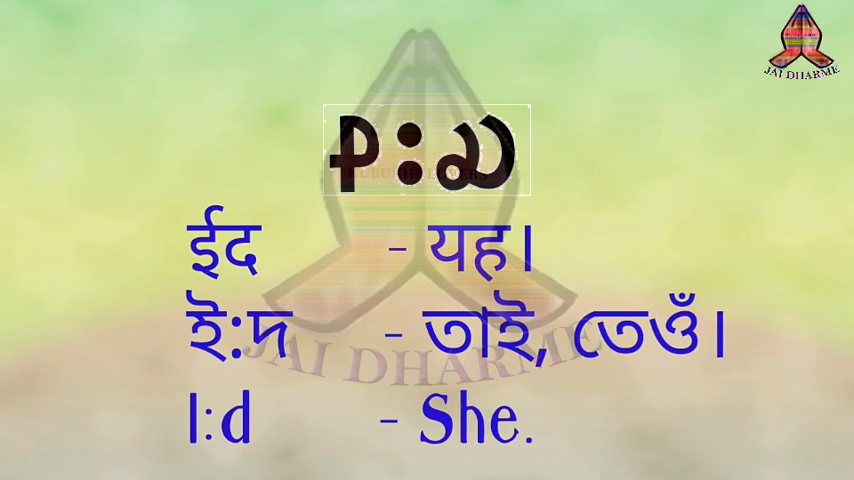 JAI DHARME
ईद - यह।
ই:দ - তাই, তেওঁ।
JAI DHARME
I:d - She.